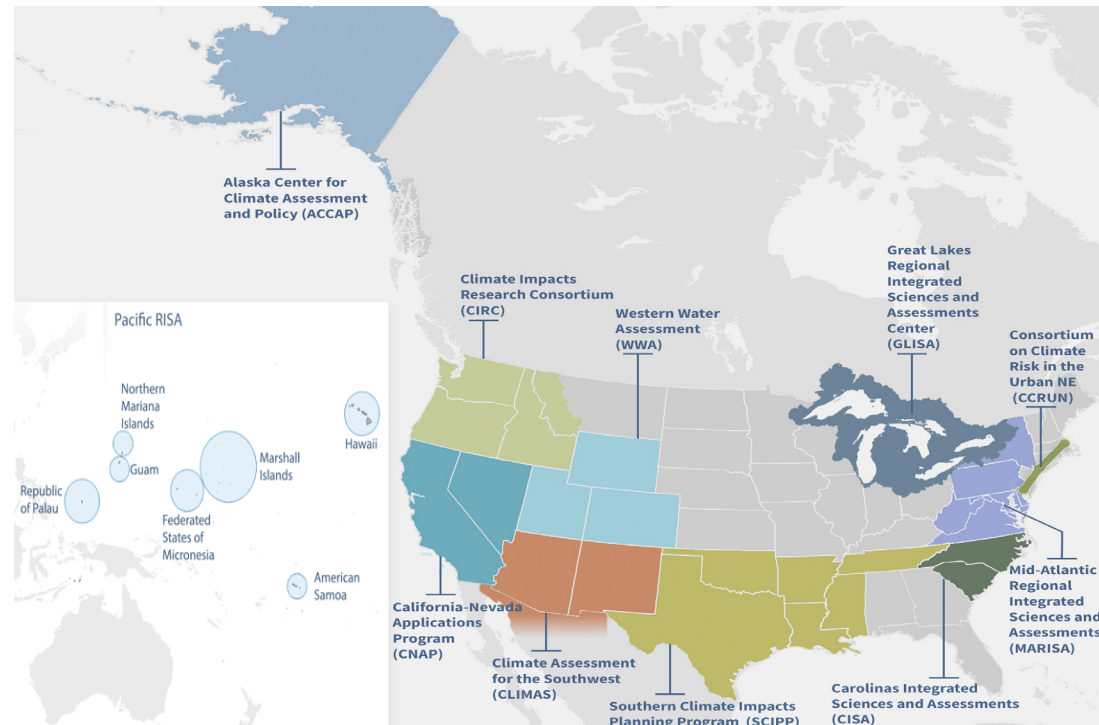 Alaska Center for
Climate Assessment
and Policy (ACCAP)
Climate Impacts
Research Consortium
(CIRC)
Western Water
Assessment
(WWA)
Great Lakes
Regional
Integrated
Sciences and
Assessments
Center
(GLISA)
Consortium
on Climate
Risk in the
Urban NE
(CCRUN)
Pacific RISA
Northern
Mariana
Islands
Guam
Hawaii
Marshall
Islands
Republic
of Palau
Federated
States of
Micronesia
American
Samoa
California-Nevada
Applications
Program
(CNAP)
Climate Assessment
for the Southwest
(CLIMAS)
Southern Climate Impacts
Planning Program (SCIPP)
Carolinas Integrated
Sciences and Assessments
(CISA)
Mid-Atlantic
Regional
Integrated
Sciences and
Assessments
(MARISA)